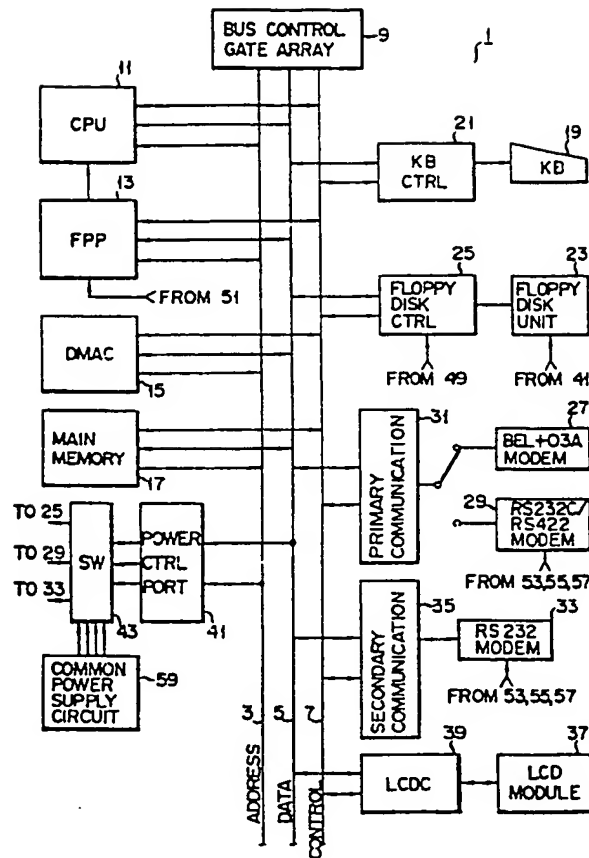 BUS CONTROL
GATE ARRAY
9
1
11
CPU
21
KB
CTRL
19
KB
13
FPP
FROM 51
25
FLOPPY
DISK
CTRL
23
FLOPPY
DISK
UNIT
FROM 49
FROM 41
DMAC
15
MAIN
MEMORY
17
31
PRIMARY COMMUNICATION
27
BEL+03A
MODEM
29
RS232C/
RS422
MODEM
FROM 53,55,57
TO 25
TO 29
TO 33
SW
43
POWER
CTRL
PORT
41
COMMON
POWER
SUPPLY
CIRCUIT
59
35
SECONDARY COMMUNICATION
33
RS 232
MODEM
FROM 53,55,57
3
5
7
ADDRESS
DATA
CONTROL
39
LCDC
37
LCD
MODULE